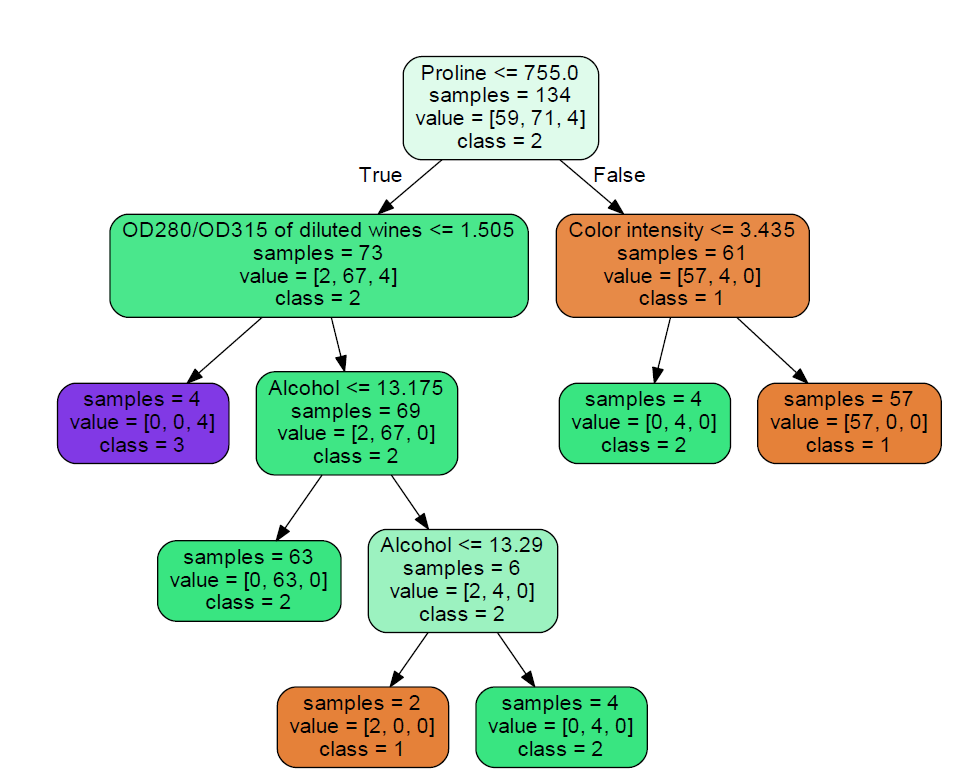 Proline <= 755.0
samples = 134
value = [59, 71, 4]
class = 2
True
False
OD280/OD315 of diluted wines <= 1.505
samples = 73
value = [2, 67, 4]
class = 2
Color intensity <= 3.435
samples = 61
value = [57, 4, 0]
class = 1
samples = 4
value = [0, 0, 4]
class = 3
Alcohol <= 13.175
samples = 69
value = [2, 67, 0]
class = 2
samples = 4
value = [0, 4, 0]
class = 2
samples = 57
value = [57, 0, 0]
class = 1
samples = 63
value = [0, 63, 0]
class = 2
Alcohol <= 13.29
samples = 6
value = [2, 4, 0]
class = 2
samples = 2
value = [2, 0, 0]
class = 1
samples = 4
value = [0, 4, 0]
class = 2